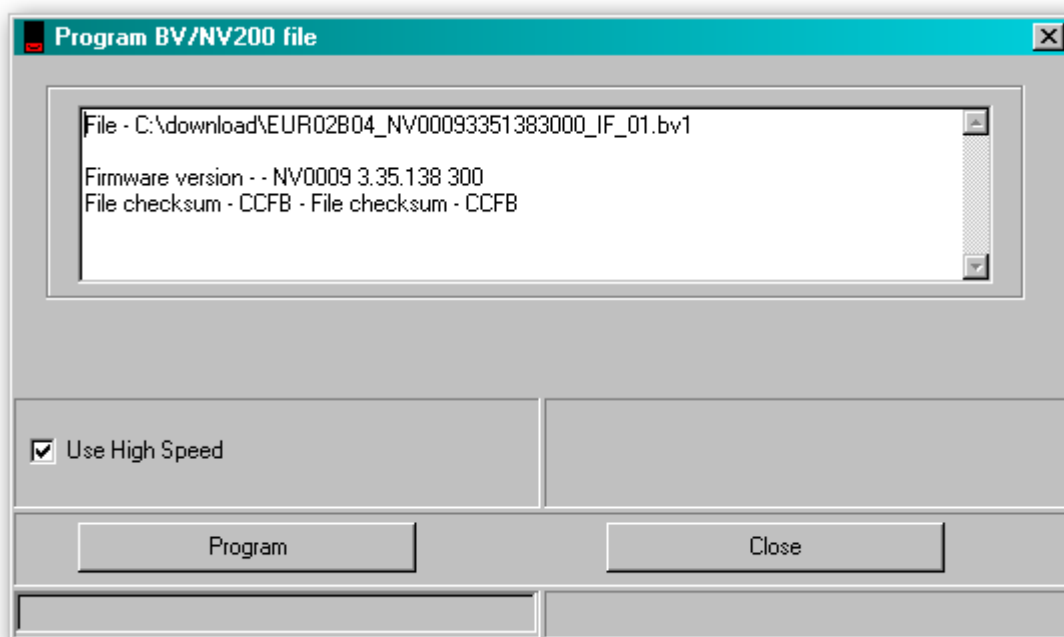 Program BV/NV200 file
File - C:\download\EUR02B04_NV00093351383000_IF_01.bv1
Firmware version - - NV0009 3.35.138 300
File checksum - CCFB - File checksum - CCFB
Use High Speed
Program
Close